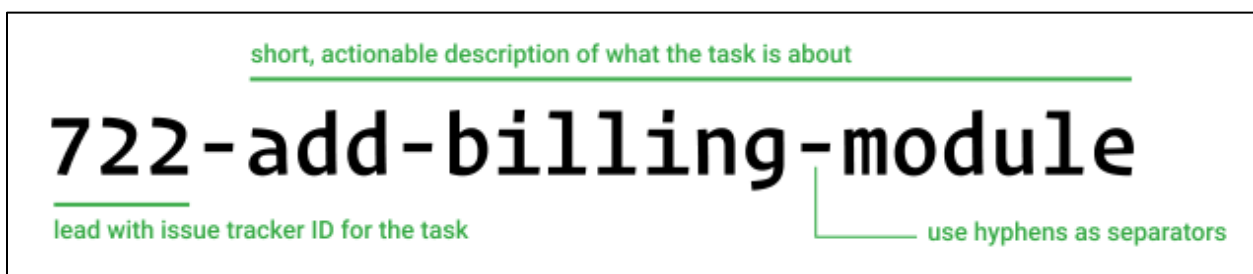 short, actionable description of what the task is about
722-add-billing-module
lead with issue tracker ID for the task
use hyphens as separators